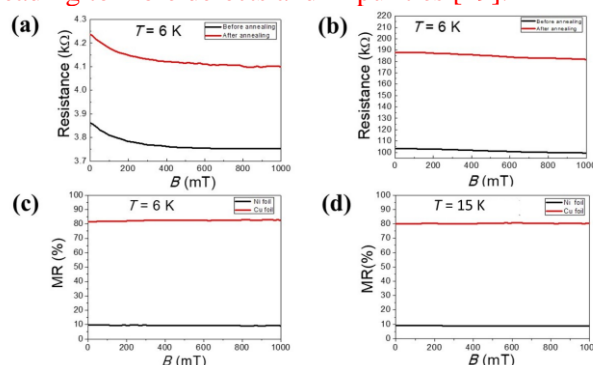 (a)
T = 6 K
Before annealing
After annealing
Resistance (kΩ)
4.3
4.2
4.1
4.0
3.9
3.8
3.7
0 200 400 600 800 1000
B (mT)
(b)
T = 6 K
Before annealing
After annealing
Resistance (kΩ)
220
210
200
190
180
170
160
150
140
130
120
110
100
0 200 400 600 800 1000
B (mT)
(c)
T = 6 K
Ni foil
Cu foil
MR (%)
100
90
80
70
60
50
40
30
20
10
0
0 200 400 600 800 1000
B (mT)
(d)
T = 15 K
Ni foil
Cu foil
MR(%)
100
90
80
70
60
50
40
30
20
10
0
0 200 400 600 800 1000
B (mT)